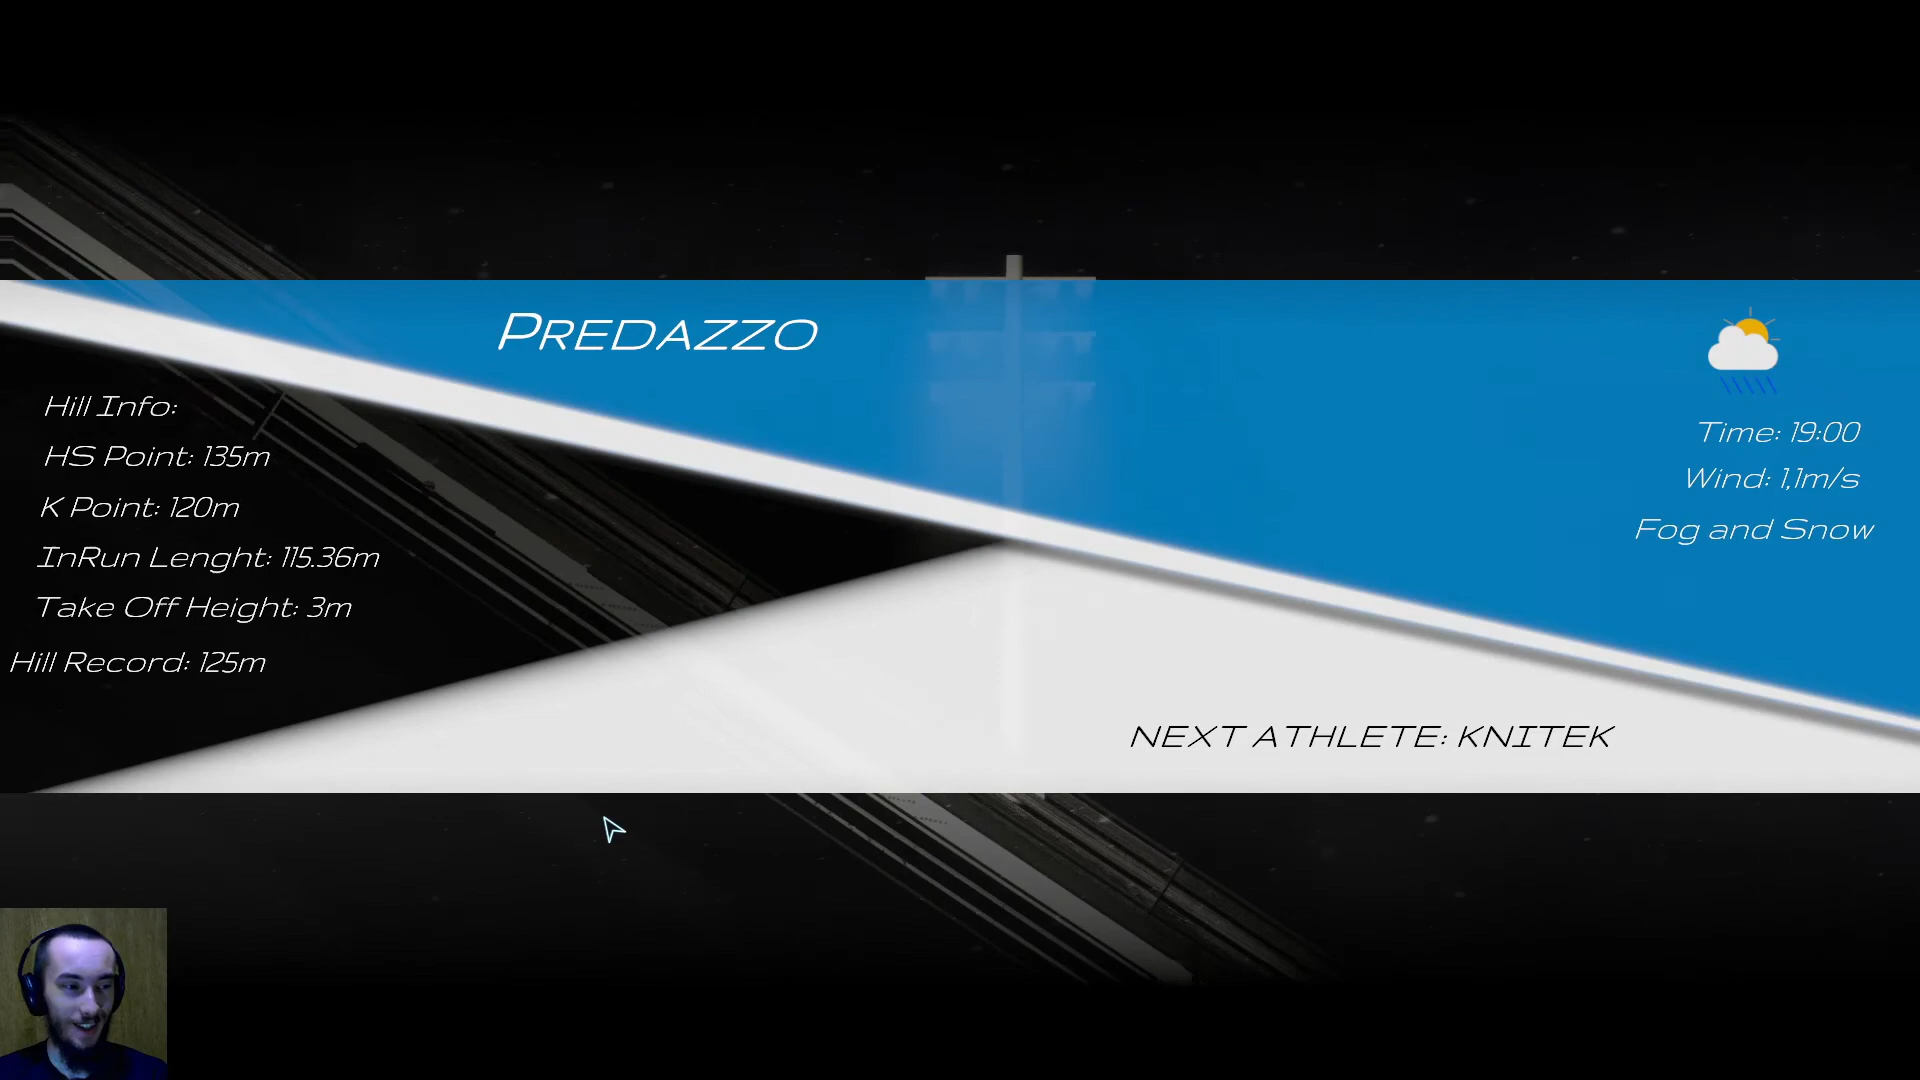 PREDAZZO
Hill Info:
HS Point: 135m
K Point: 120m
InRun Lenght: 115.36m
Take Off Height: 3m
Hill Record: 125m
Time: 19:00
Wind: 1,1m/s
Fog and Snow
NEXT ATHLETE: KNITEK